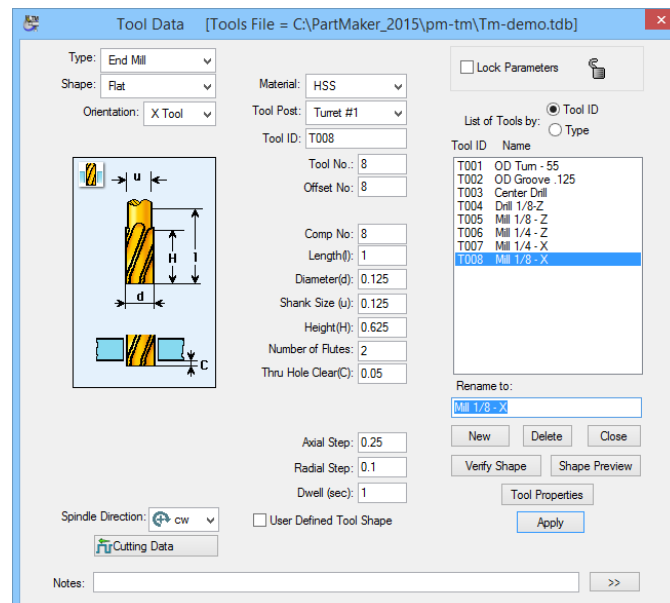 Tool Data [Tools File = C:\PartMaker_2015\pm-tm\Tm-demo.tdb]
Type: End Mill
Shape: Flat
Orientation: X Tool
u
H
l
d
C
Spindle Direction: CW
Cutting Data
Material: HSS
Tool Post: Turret #1
Tool ID: T008
Tool No.: 8
Offset No: 8
Comp No: 8
Length(l): 1
Diameter(d): 0.125
Shank Size (u): 0.125
Height(H): 0.625
Number of Flutes: 2
Thru Hole Clear(C): 0.05
Axial Step: 0.25
Radial Step: 0.1
Dwell (sec): 1
User Defined Tool Shape
Lock Parameters
List of Tools by: Tool ID
Type
Tool ID Name
T001 OD Turn - 55
T002 OD Groove .125
T003 Center Drill
T004 Drill 1/8-Z
T005 Mill 1/8 - Z
T006 Mill 1/4 - Z
T007 Mill 1/4 - X
T008 Mill 1/8 - X
Rename to:
Mill 1/8 - X
New Delete Close
Verify Shape Shape Preview
Tool Properties
Apply
Notes: >>